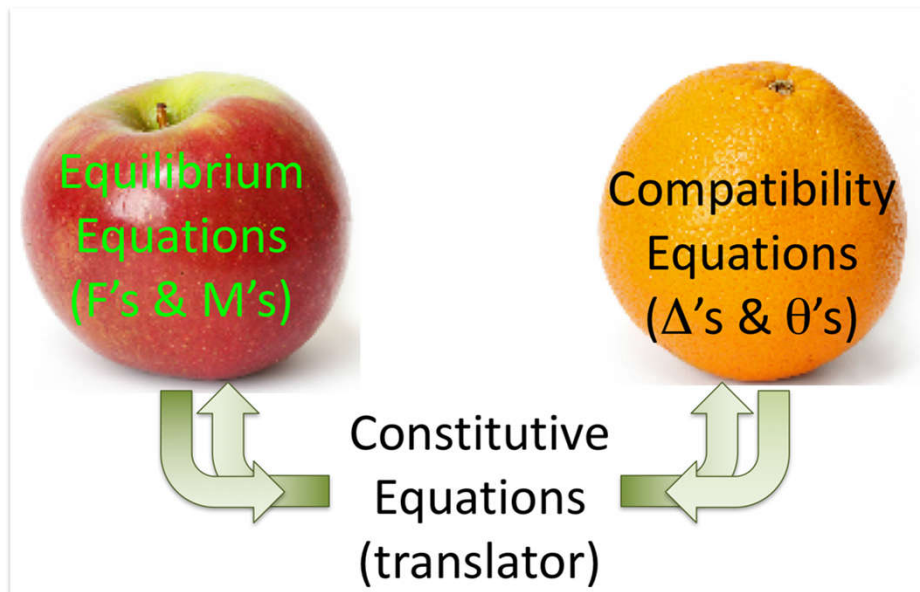 Equilibrium
Equations
(F's & M's)
Compatibility
Equations
(Δ's & θ's)
Constitutive
Equations
(translator)